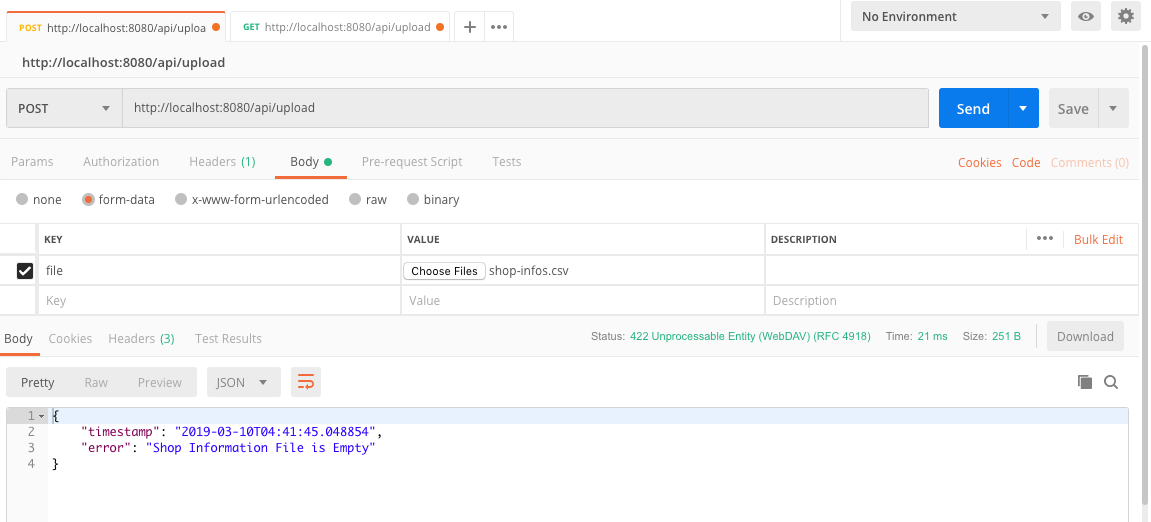 POST http://localhost:8080/api/uploa GET http://localhost:8080/api/upload + ••• No Environment
http://localhost:8080/api/upload
POST http://localhost:8080/api/upload Send Save
Params Authorization Headers (1) Body Pre-request Script Tests Cookies Code Comments (0)
none form-data x-www-form-urlencoded raw binary
KEY VALUE DESCRIPTION ••• Bulk Edit
file Choose Files shop-infos.csv
Key Value Description
Body Cookies Headers (3) Test Results Status: 422 Unprocessable Entity (WebDAV) (RFC 4918) Time: 21 ms Size: 251 B Download
Pretty Raw Preview JSON
1 {
2 "timestamp": "2019-03-10T04:41:45.048854",
3 "error": "Shop Information File is Empty"
4 }